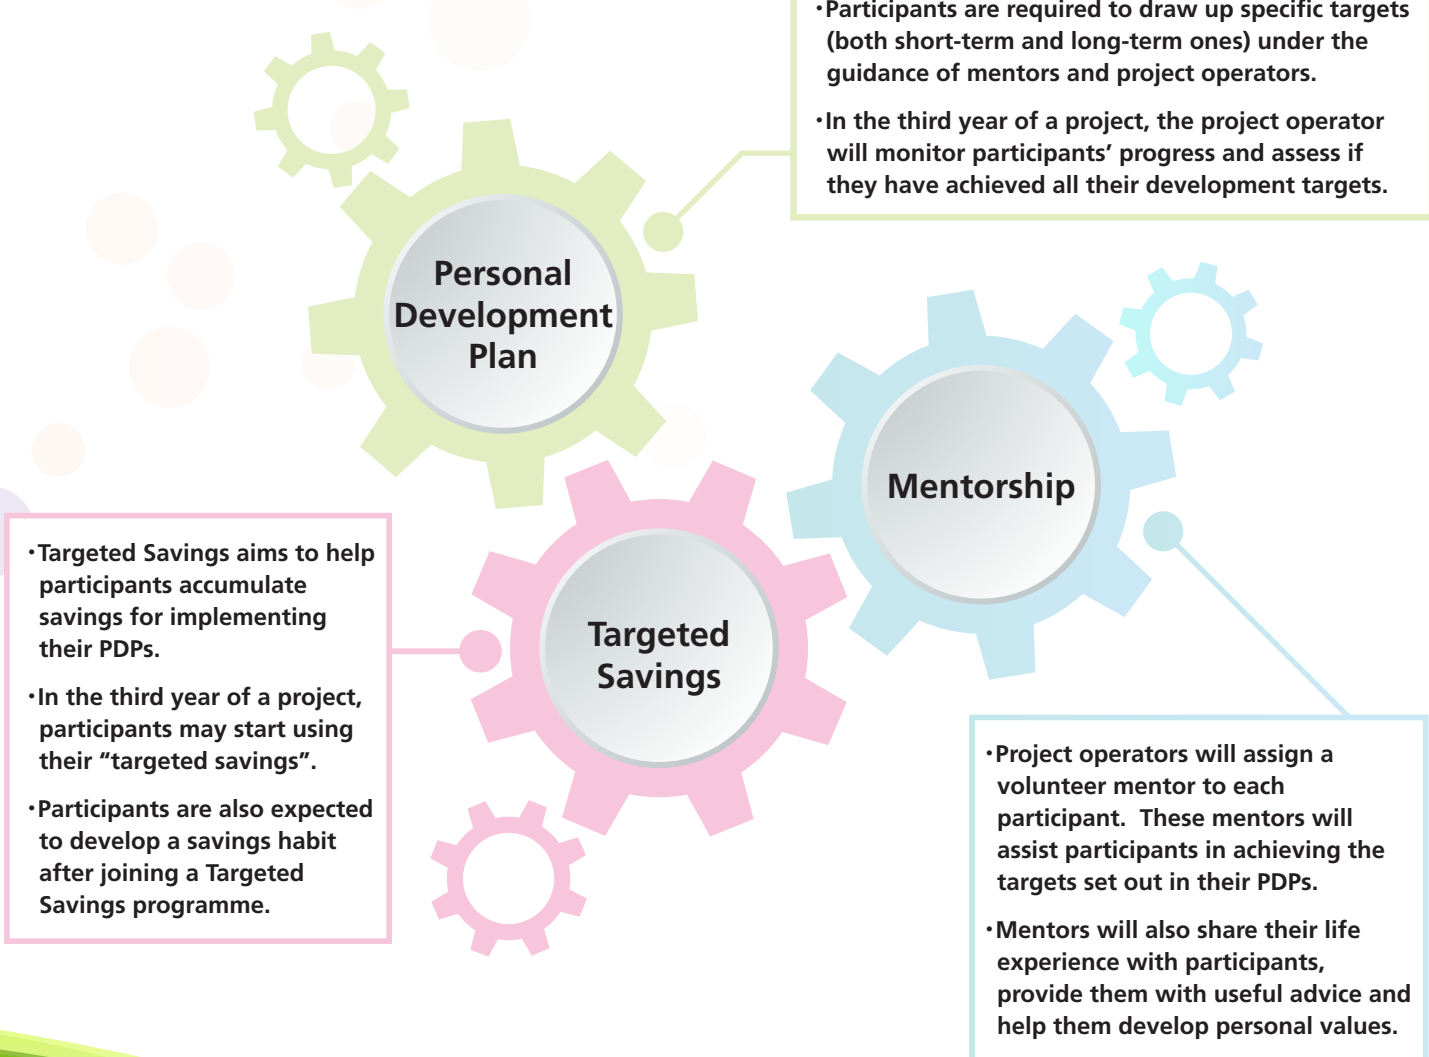 ·Participants are required to draw up specific targets
(both short-term and long-term ones) under the
guidance of mentors and project operators.
·In the third year of a project, the project operator
will monitor participants’ progress and assess if
they have achieved all their development targets.
Personal
Development
Plan
Mentorship
Targeted
Savings
·Targeted Savings aims to help
participants accumulate
savings for implementing
their PDPs.
·In the third year of a project,
participants may start using
their “targeted savings”.
·Participants are also expected
to develop a savings habit
after joining a Targeted
Savings programme.
·Project operators will assign a
volunteer mentor to each
participant.  These mentors will
assist participants in achieving the
targets set out in their PDPs.
·Mentors will also share their life
experience with participants,
provide them with useful advice and
help them develop personal values.